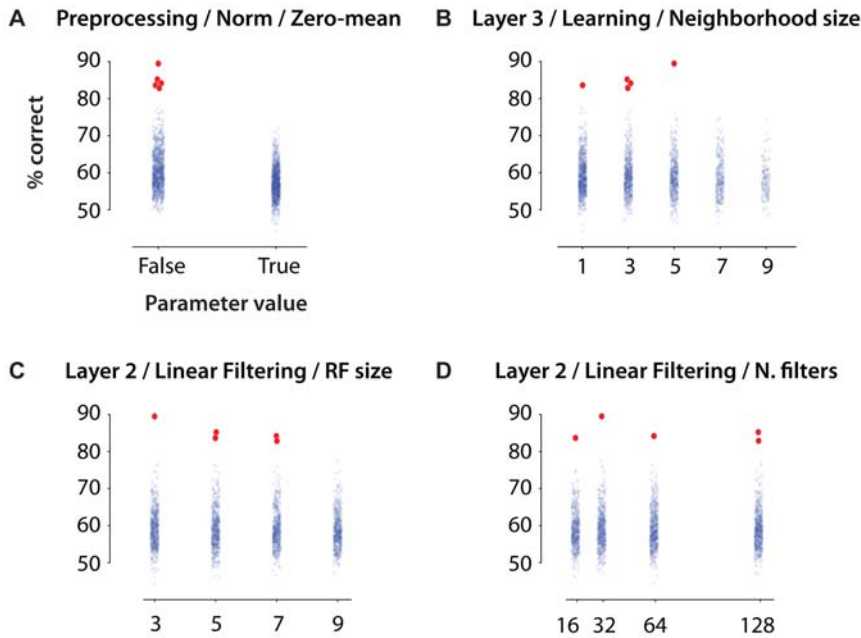 A Preprocessing / Norm / Zero-mean
% correct
90
80
70
60
50
False True
Parameter value
B Layer 3 / Learning / Neighborhood size
90
80
70
60
50
1 3 5 7 9
C Layer 2 / Linear Filtering / RF size
90
80
70
60
50
3 5 7 9
D Layer 2 / Linear Filtering / N. filters
90
80
70
60
50
16 32 64 128